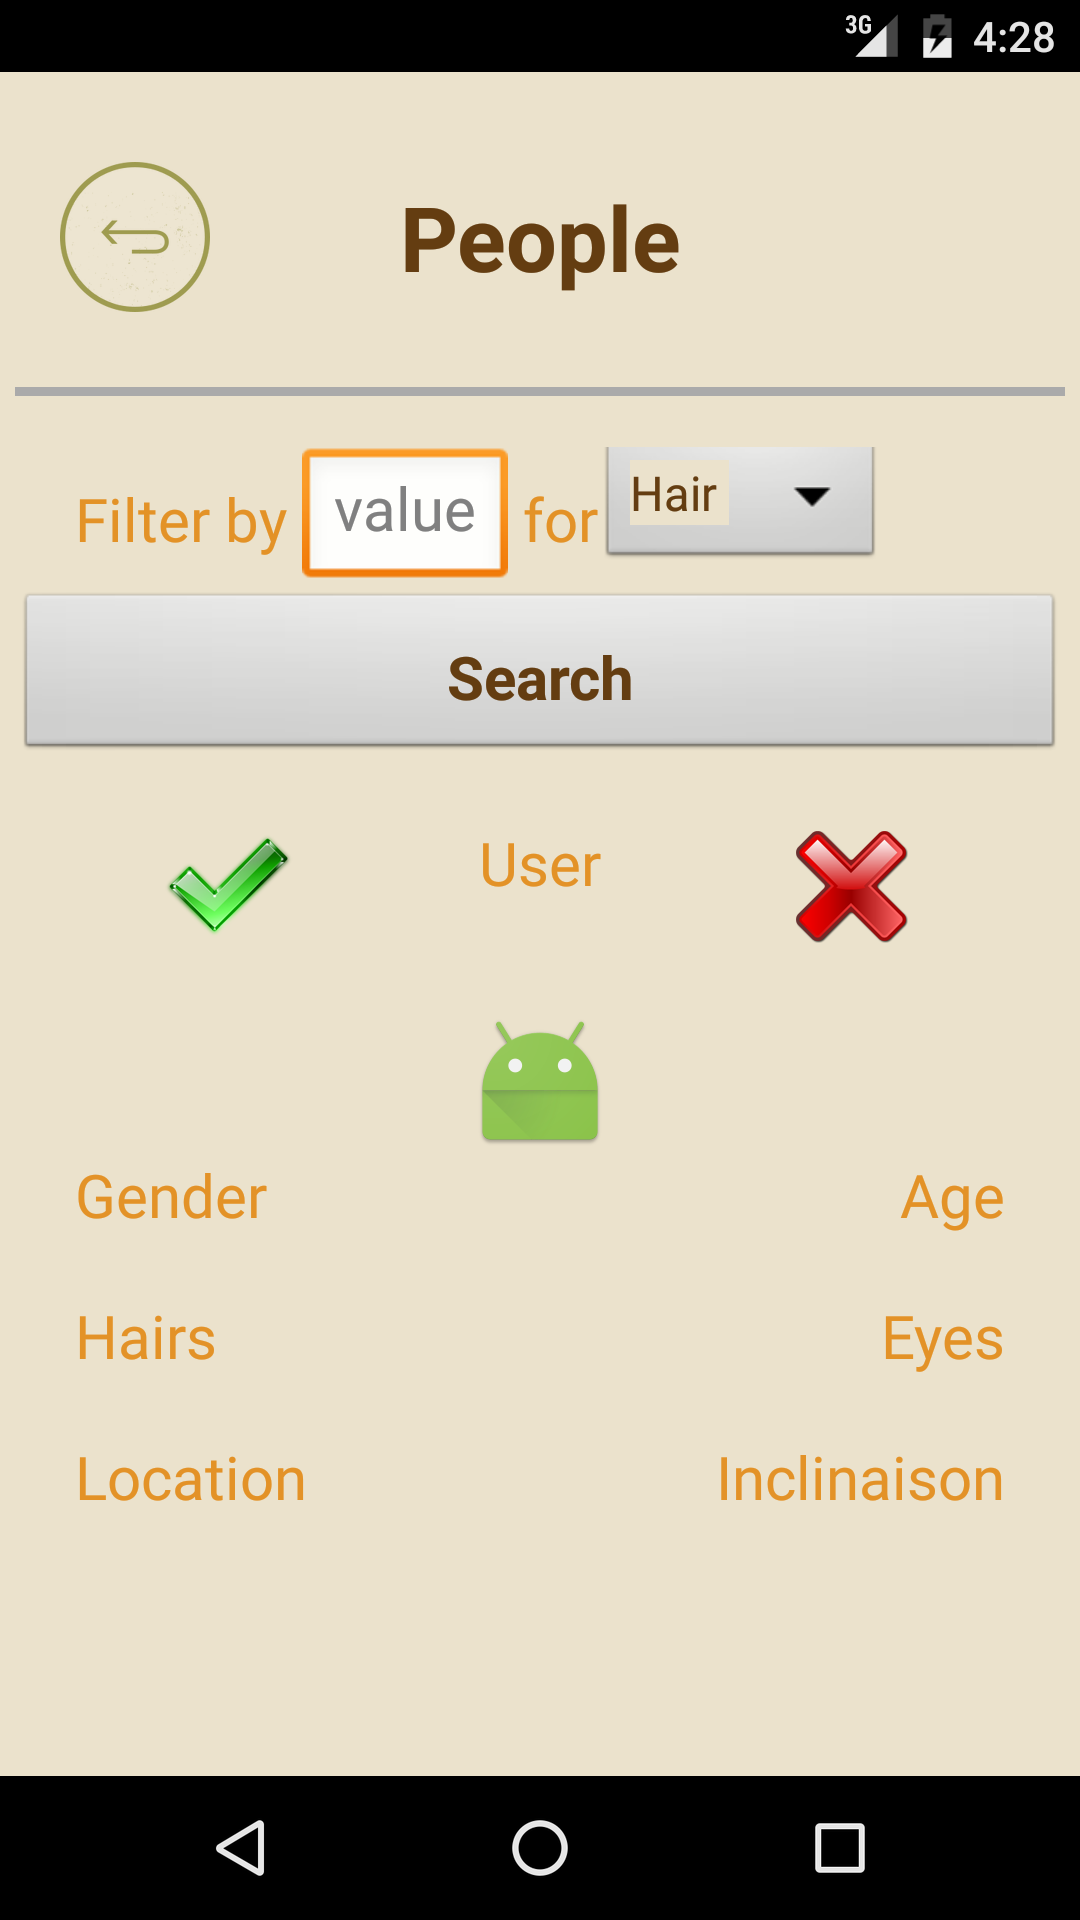 3G 4:28
People
Filter by value for Hair
Search
User
Gender Age
Hairs Eyes
Location Inclinaison